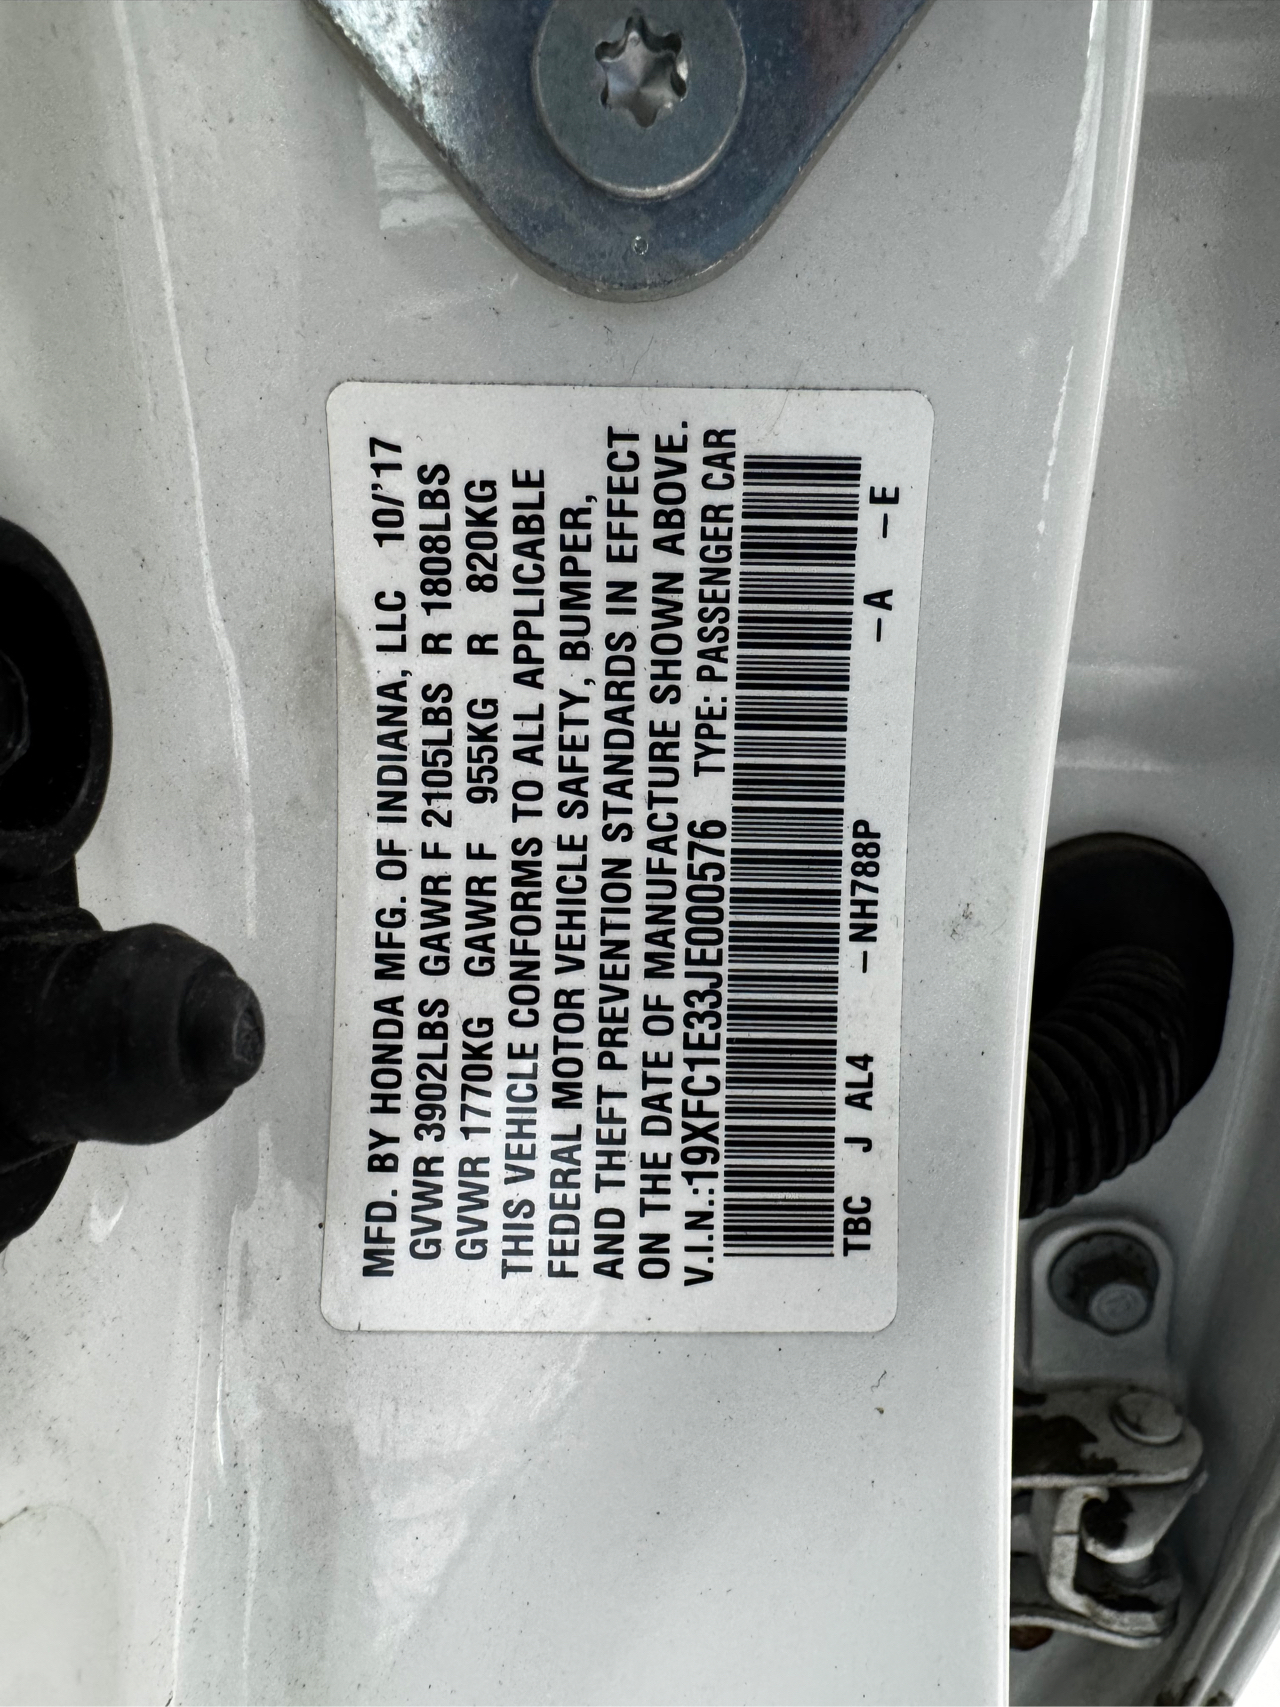 MFD. BY HONDA MFG. OF INDIANA, LLC 10/'17
GVWR 3902LBS GAWR F 2105LBS R 1808LBS
GVWR 1770KG GAWR F 955KG R 820KG
THIS VEHICLE CONFORMS TO ALL APPLICABLE
FEDERAL MOTOR VEHICLE SAFETY, BUMPER,
AND THEFT PREVENTION STANDARDS IN EFFECT
ON THE DATE OF MANUFACTURE SHOWN ABOVE.
V.I.N.:19XFC1E33JE000576 TYPE: PASSENGER CAR
TBC J AL4 –NH788P –A –E